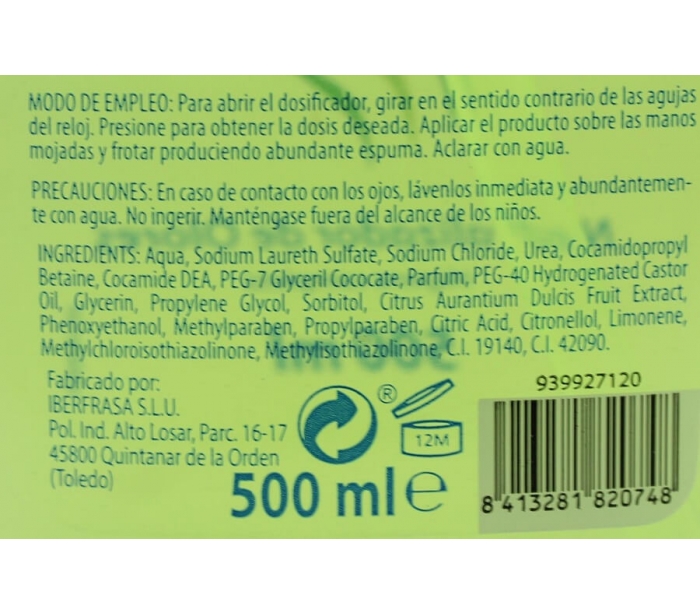 MODO DE EMPLEO: Para abrir el dosificador, girar en el sentido contrario de las agujas
del reloj. Presione para obtener la dosis deseada. Aplicar el producto sobre las manos
mojadas y frotar produciendo abundante espuma. Aclarar con agua.
PRECAUCIONES: En caso de contacto con los ojos, lávenlos inmediata y abundantemen-
te con agua. No ingerir. Manténgase fuera del alcance de los niños.
INGREDIENTS: Aqua, Sodium Laureth Sulfate, Sodium Chloride, Urea, Cocamidopropyl
Betaine, Cocamide DEA, PEG-7 Glyceril Cococate, Parfum, PEG-40 Hydrogenated Castor
Oil, Glycerin, Propylene Glycol, Sorbitol, Citrus Aurantium Dulcis Fruit Extract,
Phenoxyethanol, Methylparaben, Propylparaben, Citric Acid, Citronellol, Limonene,
Methylchloroisothiazolinone, Methylisothiazolinone, C.I. 19140, C.I. 42090.
Fabricado por:
IBERFRASA S.L.U.
Pol. Ind. Alto Losar, Parc. 16-17
45800 Quintanar de la Orden
(Toledo)
®
12M
500 ml e
939927120
8 413281 820748